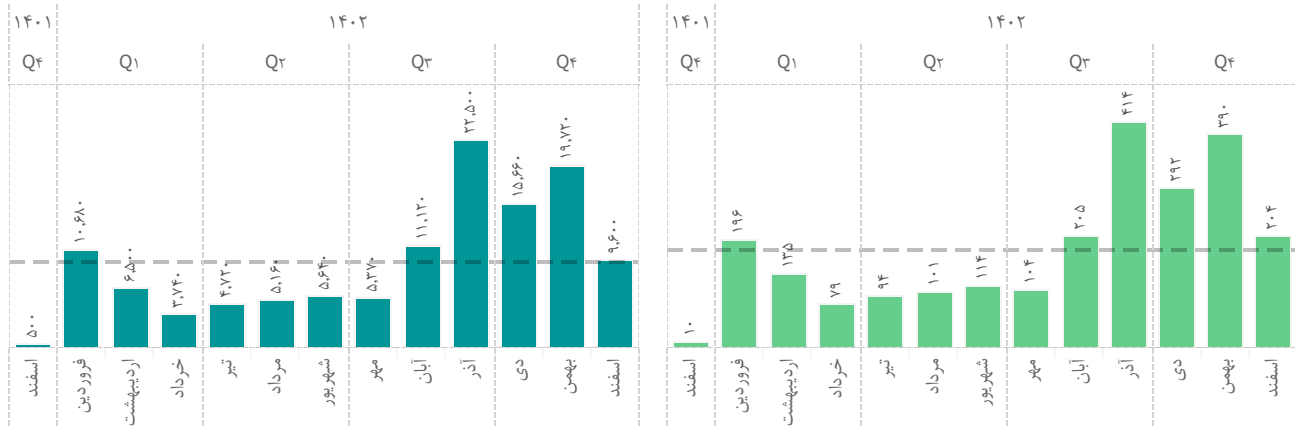 ۱۴۰۱ ۱۴۰۲
Q۴ Q۱ Q۲ Q۳ Q۴
۵۰۰ ۱۰,۶۸۰ ۶,۵۰۰ ۳,۷۴۰ ۴,۷۲۰ ۵,۱۶۰ ۵,۶۴۰ ۵,۳۷۰ ۱۱,۱۲۰ ۲۲,۵۰۰ ۱۵,۶۶۰ ۱۹,۷۲۰ ۹,۶۰۰
اسفند فروردین اردیبهشت خرداد تیر مرداد شهریور مهر آبان آذر دی بهمن اسفند
۱۴۰۱ ۱۴۰۲
Q۴ Q۱ Q۲ Q۳ Q۴
۱۰ ۱۹۶ ۱۳۵ ۷۹ ۹۴ ۱۰۱ ۱۱۴ ۱۰۴ ۲۰۵ ۴۱۴ ۲۹۲ ۳۹۰ ۲۰۴
اسفند فروردین اردیبهشت خرداد تیر مرداد شهریور مهر آبان آذر دی بهمن اسفند